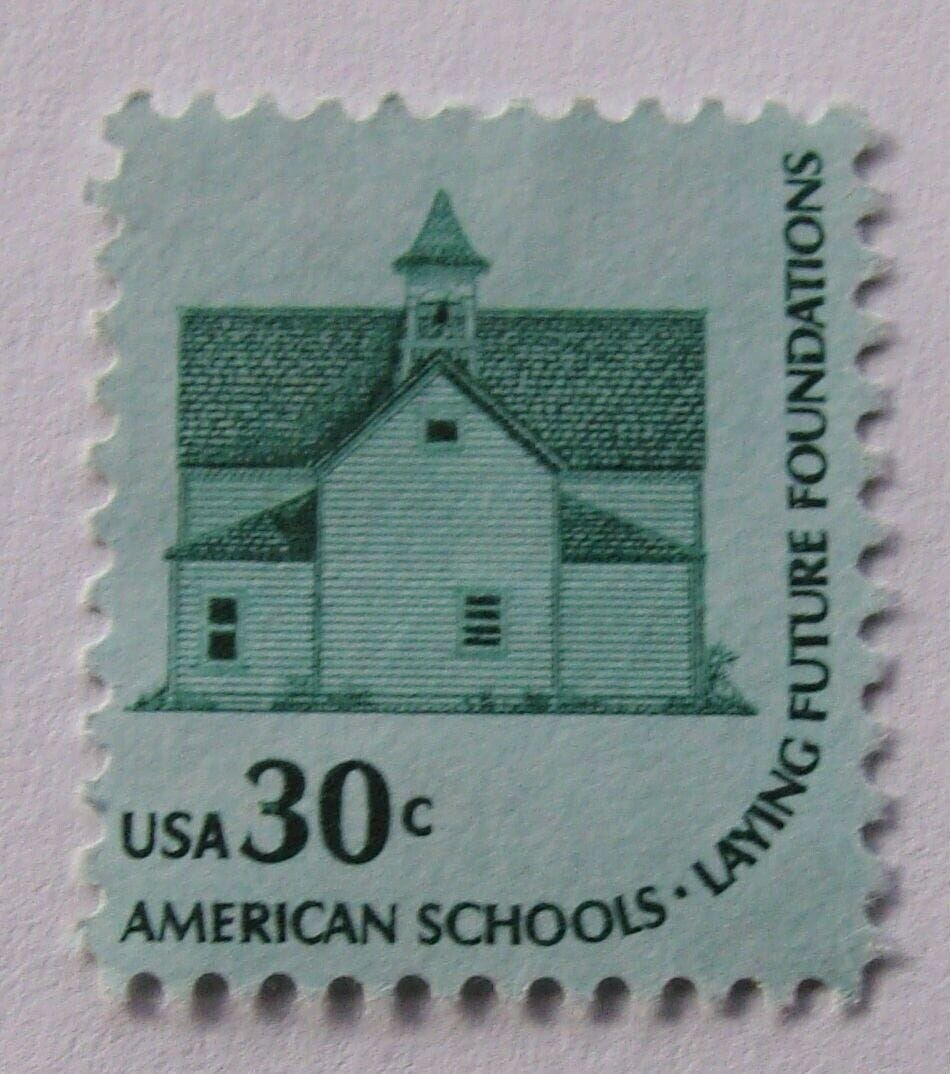 USA 30c
AMERICAN SCHOOLS · LAYING FUTURE FOUNDATIONS